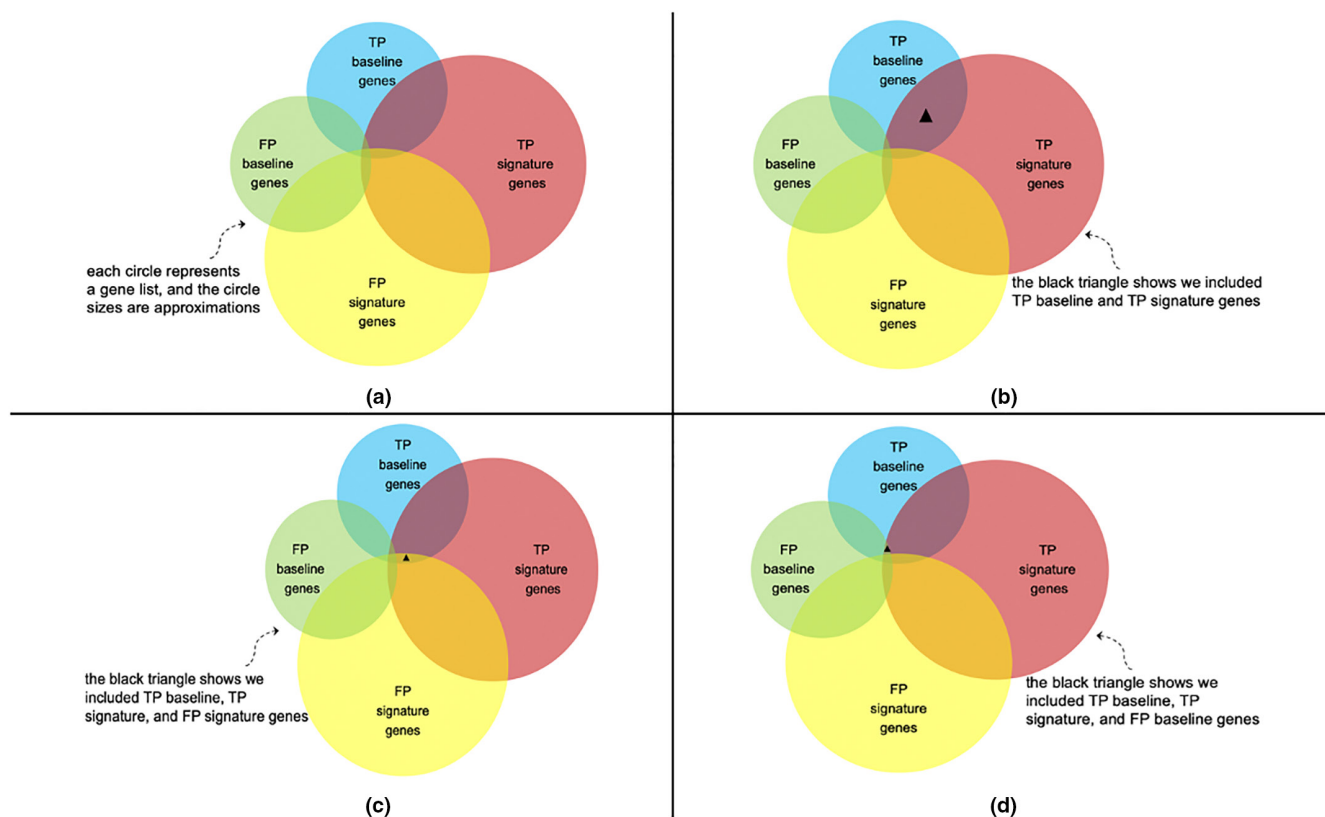 TP
baseline
genes
FP
baseline
genes
TP
signature
genes
FP
signature
genes
each circle represents
a gene list, and the circle
sizes are approximations
(a)
TP
baseline
genes
FP
baseline
genes
TP
signature
genes
FP
signature
genes
the black triangle shows we included
TP baseline and TP signature genes
(b)
TP
baseline
genes
FP
baseline
genes
TP
signature
genes
FP
signature
genes
the black triangle shows we
included TP baseline, TP
signature, and FP signature genes
(c)
TP
baseline
genes
FP
baseline
genes
TP
signature
genes
FP
signature
genes
the black triangle shows we
included TP baseline, TP
signature, and FP baseline genes
(d)